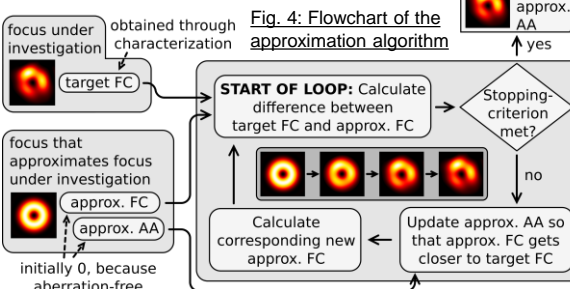 focus under
investigation
obtained through
characterization
target FC
Fig. 4: Flowchart of the
approximation algorithm
approx.
AA
yes
START OF LOOP: Calculate
difference between
target FC and approx. FC
Stopping-
criterion
met?
no
focus that
approximates focus
under investigation
approx. FC
approx. AA
initially 0, because
aberration-free
Calculate
corresponding new
approx. FC
Update approx. AA so
that approx. FC gets
closer to target FC